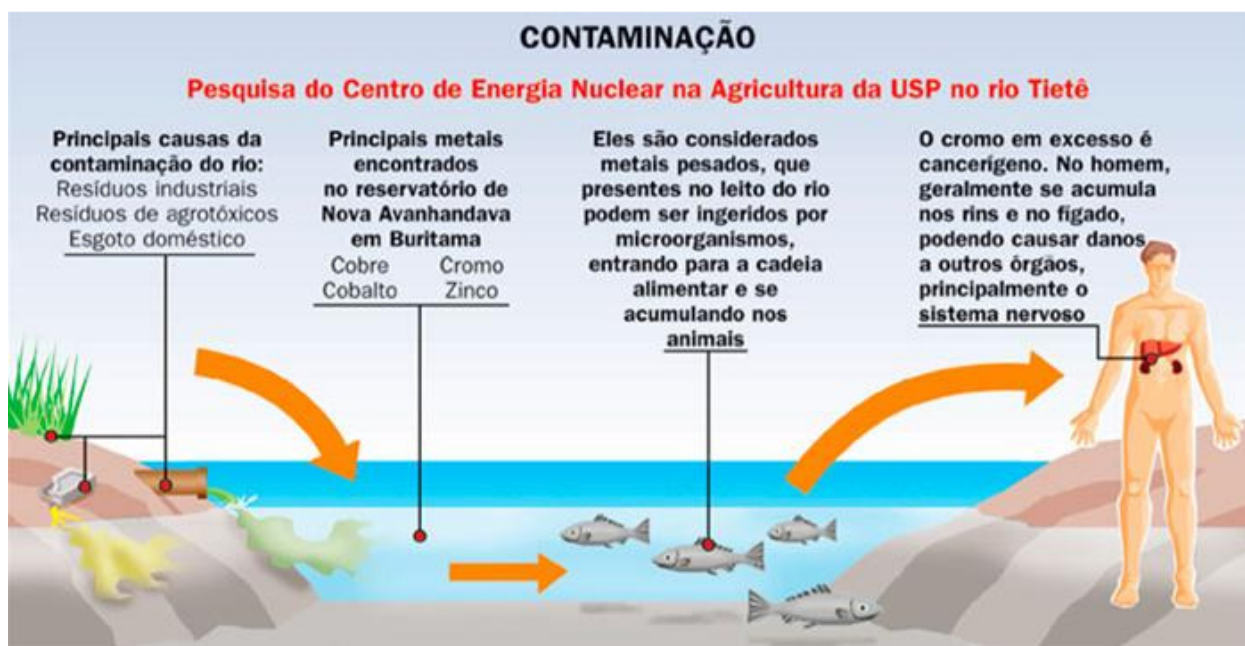 CONTAMINAÇÃO
Pesquisa do Centro de Energia Nuclear na Agricultura da USP no rio Tietê
Principais causas da
contaminação do rio:
Resíduos industriais
Resíduos de agrotóxicos
Esgoto doméstico
Principais metais
encontrados
no reservatório de
Nova Avanhandava
em Buritama
Cobre Cromo
Cobalto Zinco
Eles são considerados
metais pesados, que
presentes no leito do rio
podem ser ingeridos por
microorganismos,
entrando para a cadeia
alimentar e se
acumulando nos
animais
O cromo em excesso é
cancerígeno. No homem,
geralmente se acumula
nos rins e no fígado,
podendo causar danos
a outros órgãos,
principalmente o
sistema nervoso